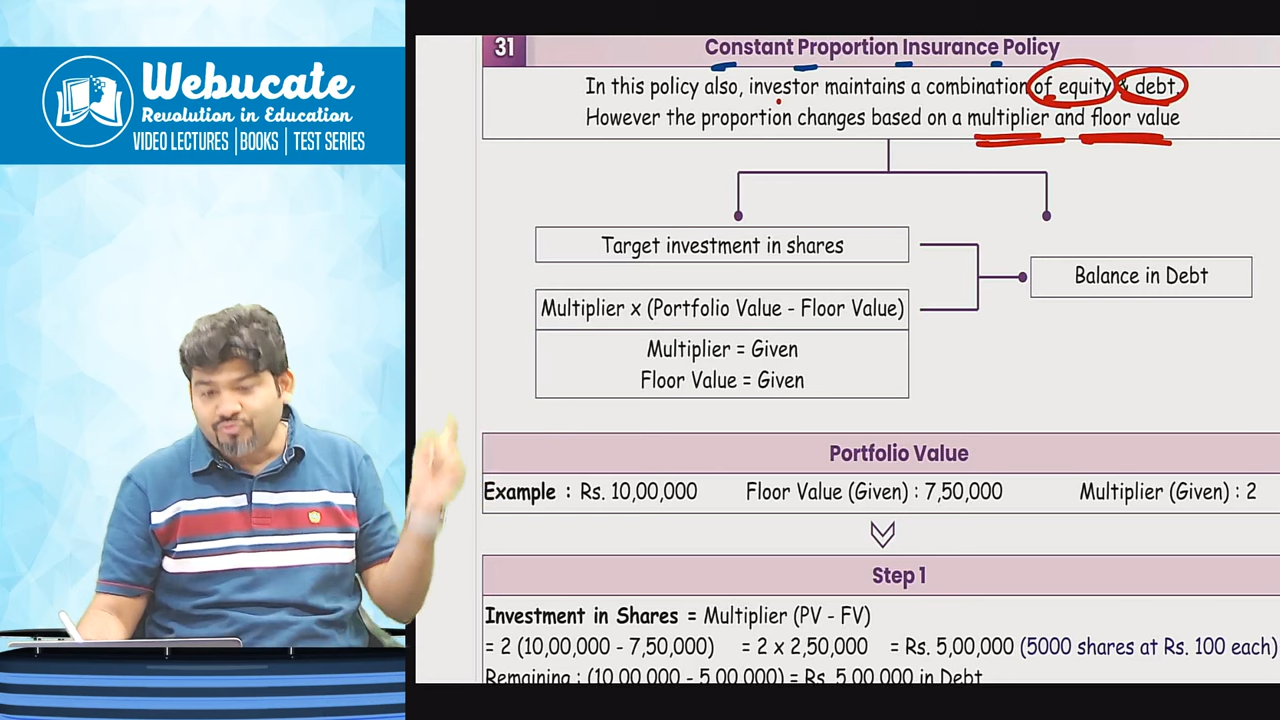 Webucate
Revolution in Education
VIDEO LECTURES | BOOKS | TEST SERIES
31 Constant Proportion Insurance Policy
In this policy also, investor maintains a combination of equity & debt.
However the proportion changes based on a multiplier and floor value
Target investment in shares
Multiplier x (Portfolio Value - Floor Value)
Multiplier = Given
Floor Value = Given
Balance in Debt
Portfolio Value
Example : Rs. 10,00,000 Floor Value (Given) : 7,50,000 Multiplier (Given) : 2
Step 1
Investment in Shares = Multiplier (PV - FV)
= 2 (10,00,000 - 7,50,000) = 2 x 2,50,000 = Rs. 5,00,000 (5000 shares at Rs. 100 each)
Remaining : (10,00,000 - 5,00,000) = Rs. 5,00,000 in Debt